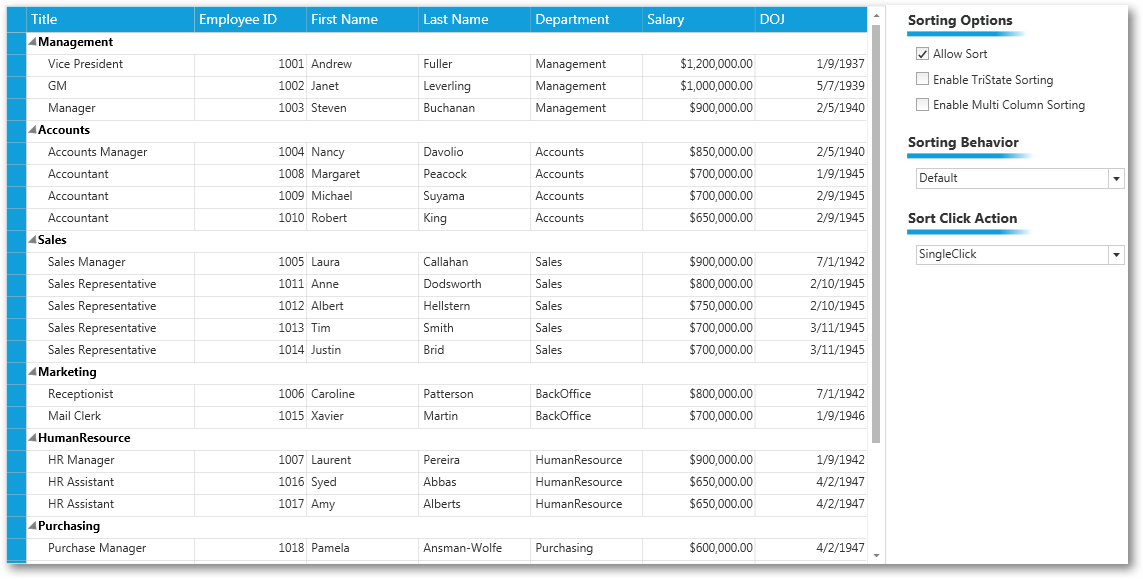 Title Employee ID First Name Last Name Department Salary DOJ
Management
Vice President 1001 Andrew Fuller Management $1,200,000.00 1/9/1937
GM 1002 Janet Leverling Management $1,000,000.00 5/7/1939
Manager 1003 Steven Buchanan Management $900,000.00 2/5/1940
Accounts
Accounts Manager 1004 Nancy Davolio Accounts $850,000.00 2/5/1940
Accountant 1008 Margaret Peacock Accounts $700,000.00 1/9/1945
Accountant 1009 Michael Suyama Accounts $700,000.00 2/9/1945
Accountant 1010 Robert King Accounts $650,000.00 2/9/1945
Sales
Sales Manager 1005 Laura Callahan Sales $900,000.00 7/1/1942
Sales Representative 1011 Anne Dodsworth Sales $800,000.00 2/10/1945
Sales Representative 1012 Albert Hellstern Sales $750,000.00 2/10/1945
Sales Representative 1013 Tim Smith Sales $700,000.00 3/11/1945
Sales Representative 1014 Justin Brid Sales $700,000.00 3/11/1945
Marketing
Receptionist 1006 Caroline Patterson BackOffice $800,000.00 7/1/1942
Mail Clerk 1015 Xavier Martin BackOffice $700,000.00 1/9/1946
HumanResource
HR Manager 1007 Laurent Pereira HumanResource $900,000.00 1/9/1942
HR Assistant 1016 Syed Abbas HumanResource $650,000.00 4/2/1947
HR Assistant 1017 Amy Alberts HumanResource $650,000.00 4/2/1947
Purchasing
Purchase Manager 1018 Pamela Ansman-Wolfe Purchasing $600,000.00 4/2/1947
Sorting Options
Allow Sort
Enable TriState Sorting
Enable Multi Column Sorting
Sorting Behavior
Default
Sort Click Action
SingleClick